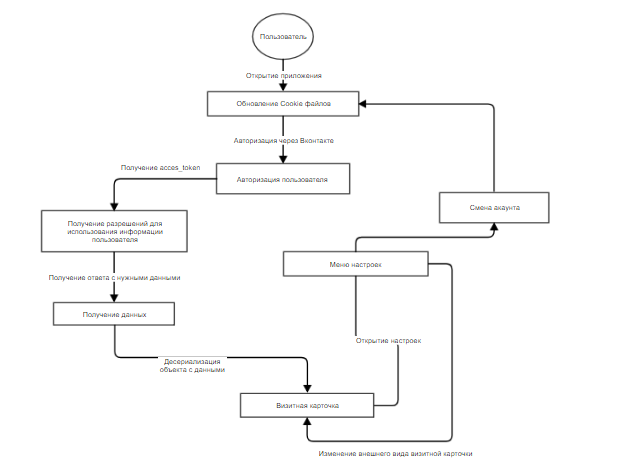 Пользователь
Открытие приложения
Обновление Cookie файлов
Авторизация через Вконтакте
Получение acces_token
Авторизация пользователя
Смена акаунта
Получение разрешений для
использования информации
пользователя
Меню настроек
Получение ответа с нужными данными
Получение данных
Открытие настроек
Десериализация
объекта с данными
Визитная карточка
Изменение внешнего вида визитной карточки